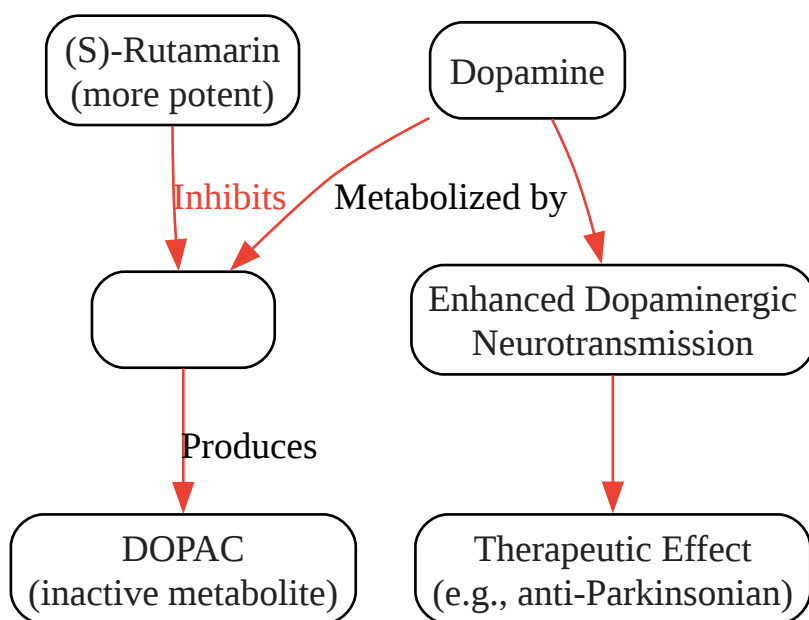 (S)-Rutamarin
(more potent)
Dopamine
Inhibits
Metabolized by
Enhanced Dopaminergic
Neurotransmission
Produces
DOPAC
(inactive metabolite)
Therapeutic Effect
(e.g., anti-Parkinsonian)